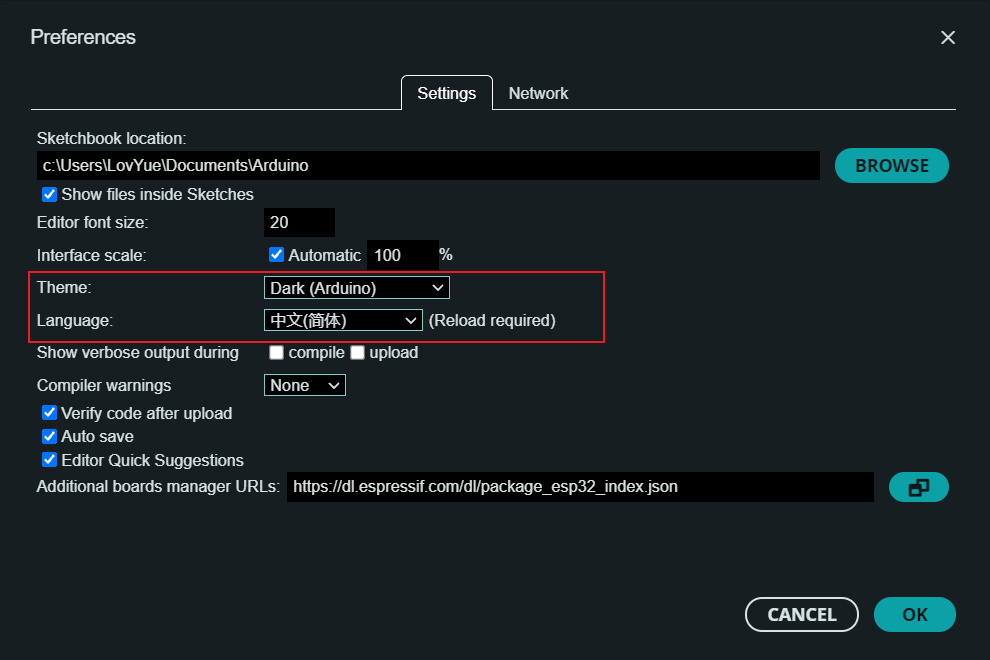 Preferences
Settings Network
Sketchbook location:
c:\Users\LovYue\Documents\Arduino BROWSE
Show files inside Sketches
Editor font size: 20
Interface scale: Automatic 100 %
Theme: Dark (Arduino)
Language: 中文(简体) (Reload required)
Show verbose output during compile upload
Compiler warnings None
Verify code after upload
Auto save
Editor Quick Suggestions
Additional boards manager URLs: https://dl.espressif.com/dl/package_esp32_index.json
CANCEL OK